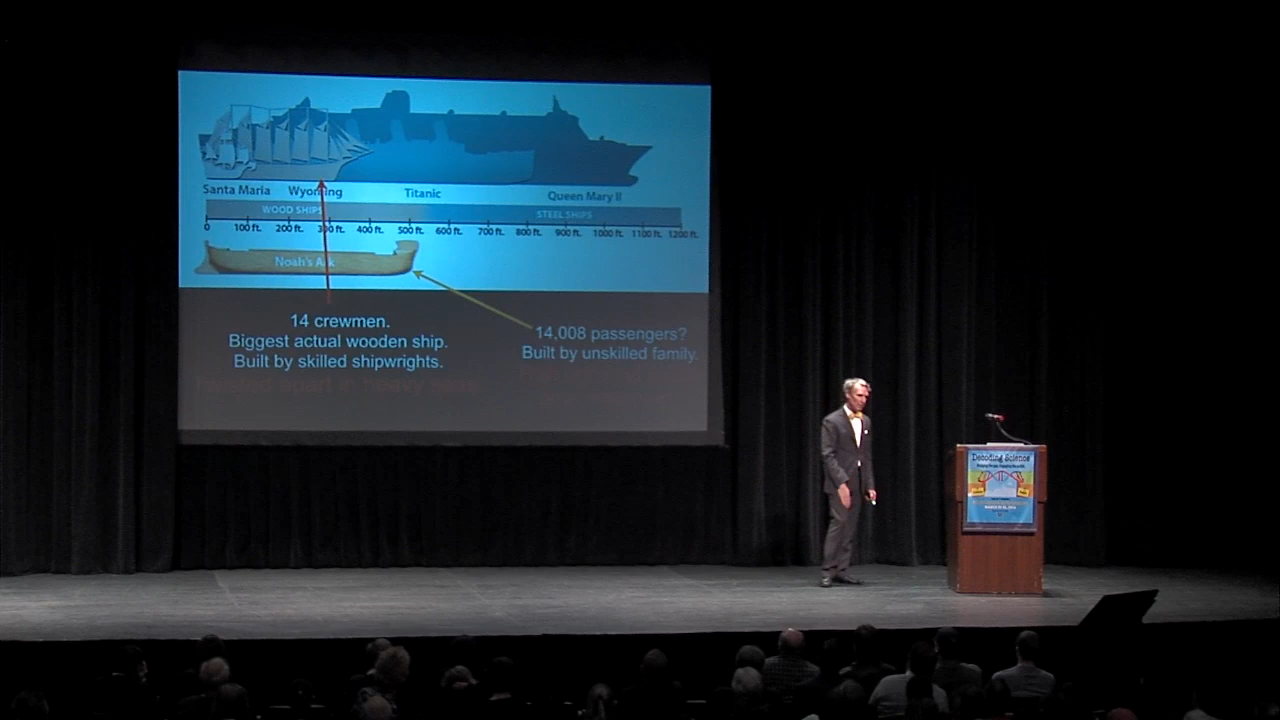 Santa Maria Wyoming Titanic Queen Mary II
WOOD SHIPS STEEL SHIPS
0 100 ft. 200 ft. 300 ft. 400 ft. 500 ft. 600 ft. 700 ft. 800 ft. 900 ft. 1000 ft. 1100 ft. 1200 ft.
Noah's Ark
14 crewmen.
Biggest actual wooden ship.
Built by skilled shipwrights.
14,008 passengers?
Built by unskilled family.
Decoding Science